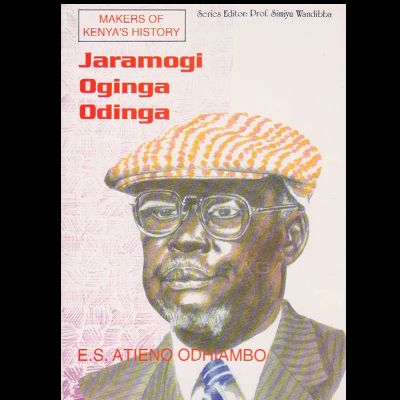 MAKERS OF
KENYA'S HISTORY
Series Editor: Prof. Simiyu Wandibba
Jaramogi
Oginga
Odinga
E.S. ATIENO ODHIAMBO